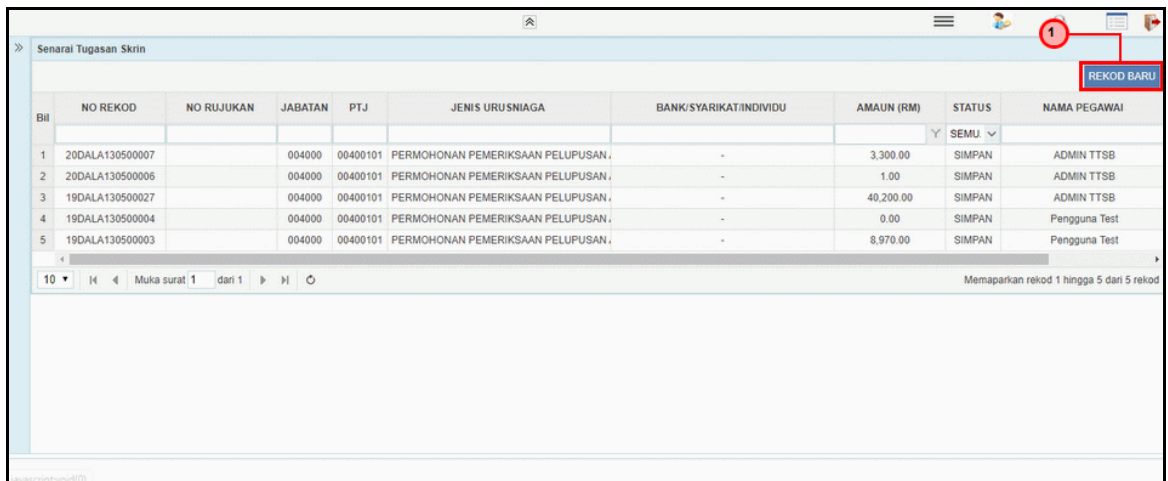 1
Senarai Tugasan Skrin
REKOD BARU
Bil NO REKOD NO RUJUKAN JABATAN PTJ JENIS URUSNIAGA BANK/SYARIKAT/INDIVIDU AMAUN (RM) STATUS NAMA PEGAWAI
SEMU.
1 20DALA130500007 004000 00400101 PERMOHONAN PEMERIKSAAN PELUPUSAN - 3,300.00 SIMPAN ADMIN TTSB
2 20DALA130500006 004000 00400101 PERMOHONAN PEMERIKSAAN PELUPUSAN - 1.00 SIMPAN ADMIN TTSB
3 19DALA130500027 004000 00400101 PERMOHONAN PEMERIKSAAN PELUPUSAN - 40,200.00 SIMPAN ADMIN TTSB
4 19DALA130500004 004000 00400101 PERMOHONAN PEMERIKSAAN PELUPUSAN - 0.00 SIMPAN Pengguna Test
5 19DALA130500003 004000 00400101 PERMOHONAN PEMERIKSAAN PELUPUSAN - 8,970.00 SIMPAN Pengguna Test
10 Muka surat 1 dari 1 Memaparkan rekod 1 hingga 5 dari 5 rekod